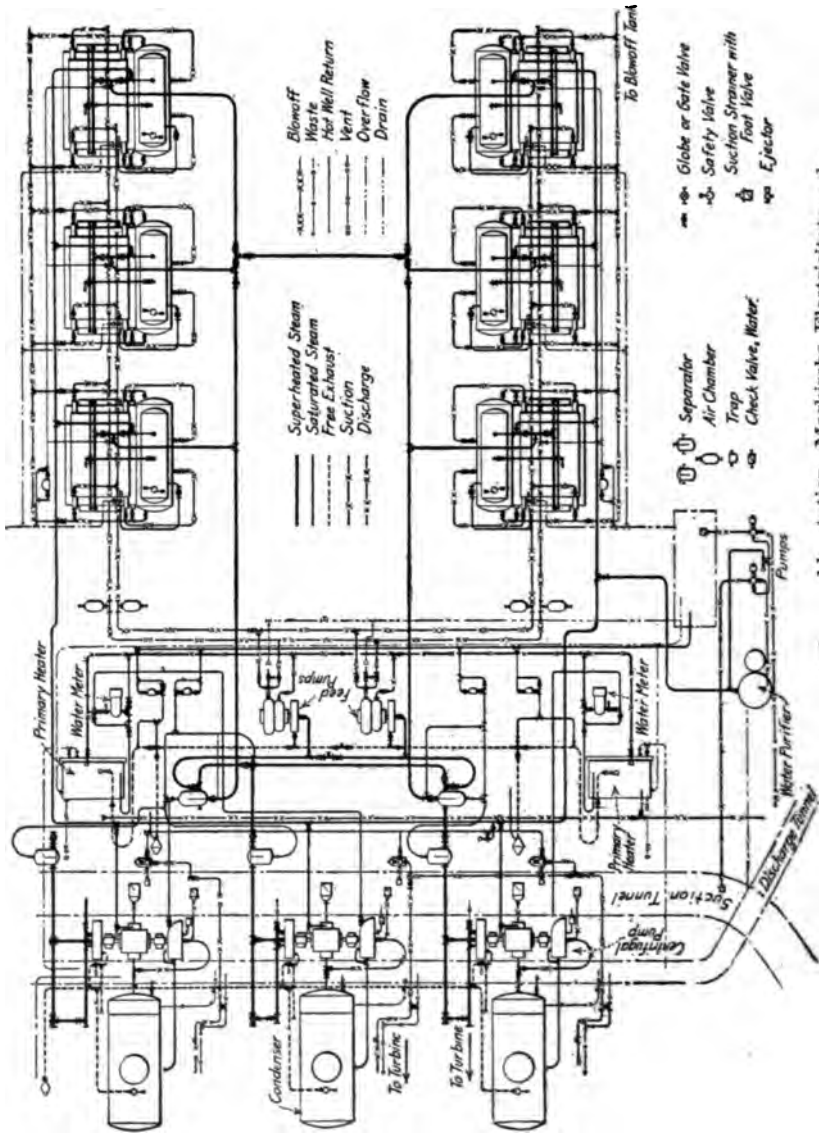 To Blowoff Tank
Blowoff
Waste
Hot Well Return
Vent
Over Flow
Drain
Superheated Steam
Saturated Steam
Free Exhaust
Suction
Discharge
Globe or Gate Valve
Safety Valve
Suction Strainer with
Foot Valve
Ejector
Separator
Air Chamber
Trap
Check Valve, Water.
Primary Heater
Water Meter
Feed
Pumps
Water Meter
Primary
Heater
Pumps
Water Purifier
Discharge Tunnel
Suction Tunnel
Centrifugal
Pump
Condenser
To Turbine
To Turbine